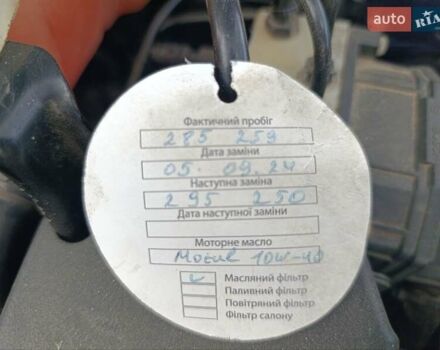 auto RIA
Фактичний пробіг
285 259
Дата заміни
05. 09. 24
Наступна заміна
295 250
Дата наступної заміни
Моторне масло
Motul 10W-40
Масляний фільтр
Паливний фільтр
Повітряний фільтр
Фільтр салону